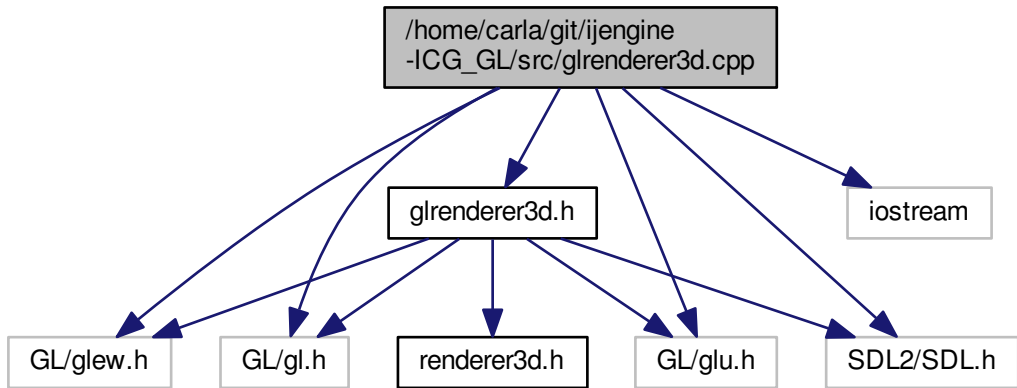 /home/carla/git/ijengine
-ICG_GL/src/glrenderer3d.cpp
glrenderer3d.h
iostream
GL/glew.h
GL/gl.h
renderer3d.h
GL/glu.h
SDL2/SDL.h